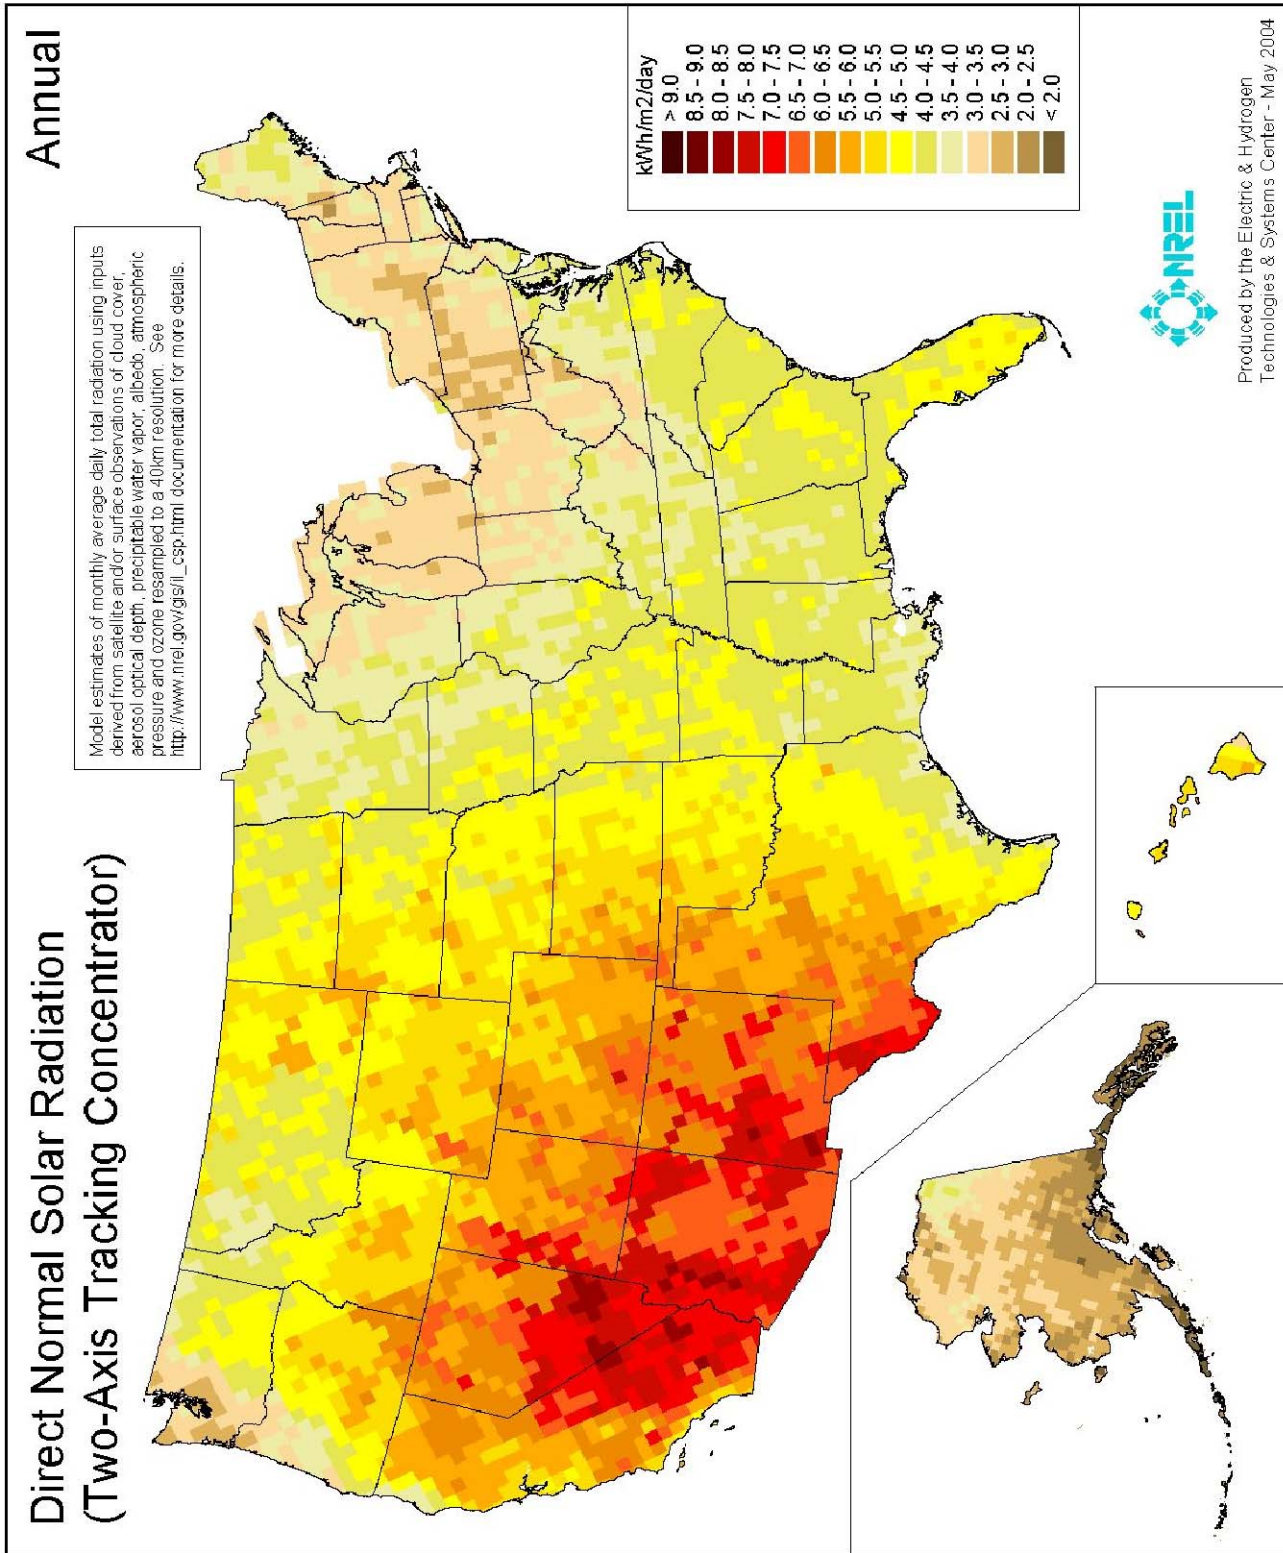 Direct Normal Solar Radiation
(Two-Axis Tracking Concentrator)
Annual
Model estimates of monthly average daily total radiation using inputs
derived from satellite and/or surface observations of cloud cover,
aerosol optical depth, precipitable water vapor, albedo, atmospheric
pressure and ozone resampled to a 40km resolution. See
http://www.nrel.gov/gis/il_csp.html documentation for more details.
kWh/m2/day
> 9.0
8.5 - 9.0
8.0 - 8.5
7.5 - 8.0
7.0 - 7.5
6.5 - 7.0
6.0 - 6.5
5.5 - 6.0
5.0 - 5.5
4.5 - 5.0
4.0 - 4.5
3.5 - 4.0
3.0 - 3.5
2.5 - 3.0
2.0 - 2.5
< 2.0
NREL
Produced by the Electric & Hydrogen
Technologies & Systems Center - May 2004